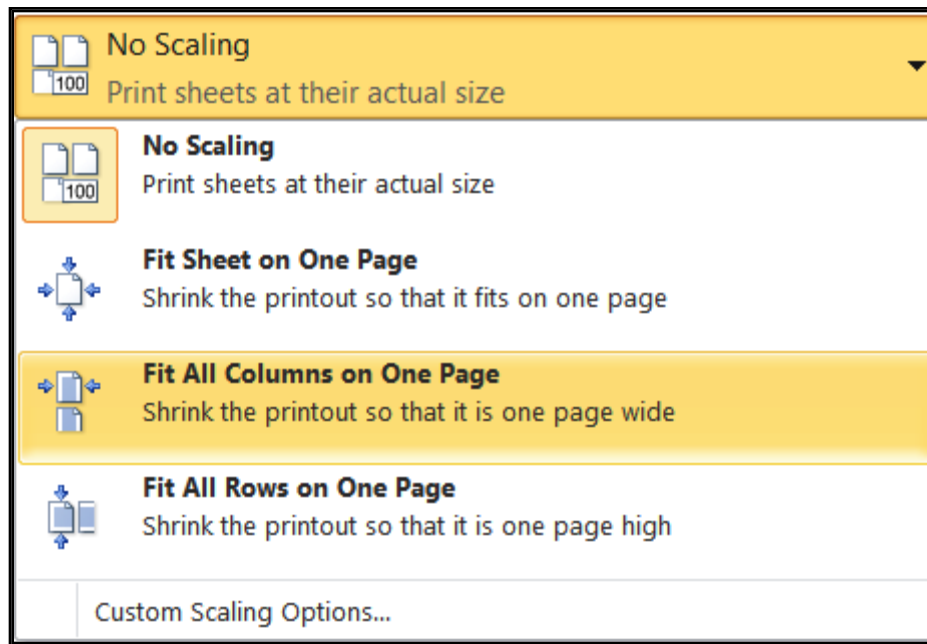 No Scaling
100
Print sheets at their actual size
No Scaling
100
Print sheets at their actual size
Fit Sheet on One Page
Shrink the printout so that it fits on one page
Fit All Columns on One Page
Shrink the printout so that it is one page wide
Fit All Rows on One Page
Shrink the printout so that it is one page high
Custom Scaling Options...